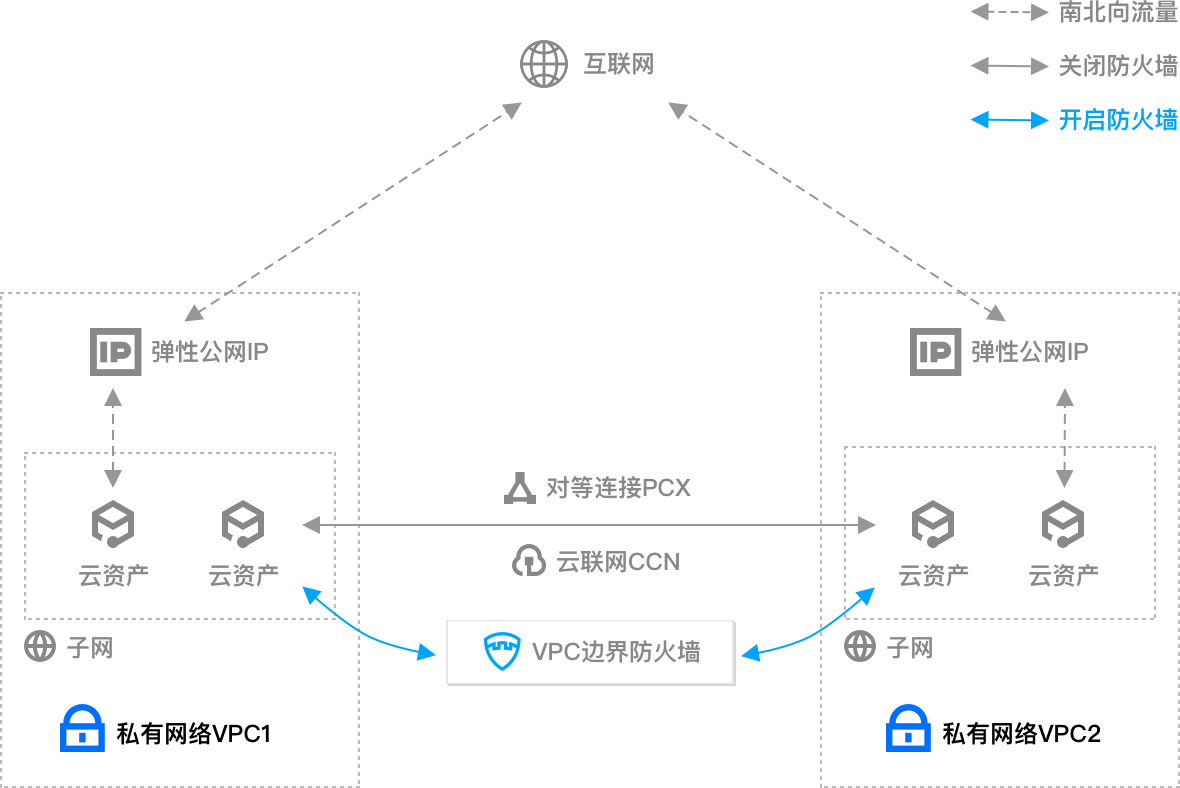 南北向流量
互联网
关闭防火墙
开启防火墙
IP 弹性公网IP
IP 弹性公网IP
对等连接PCX
云联网CCN
云资产
云资产
云资产
云资产
子网
VPC边界防火墙
子网
私有网络VPC1
私有网络VPC2